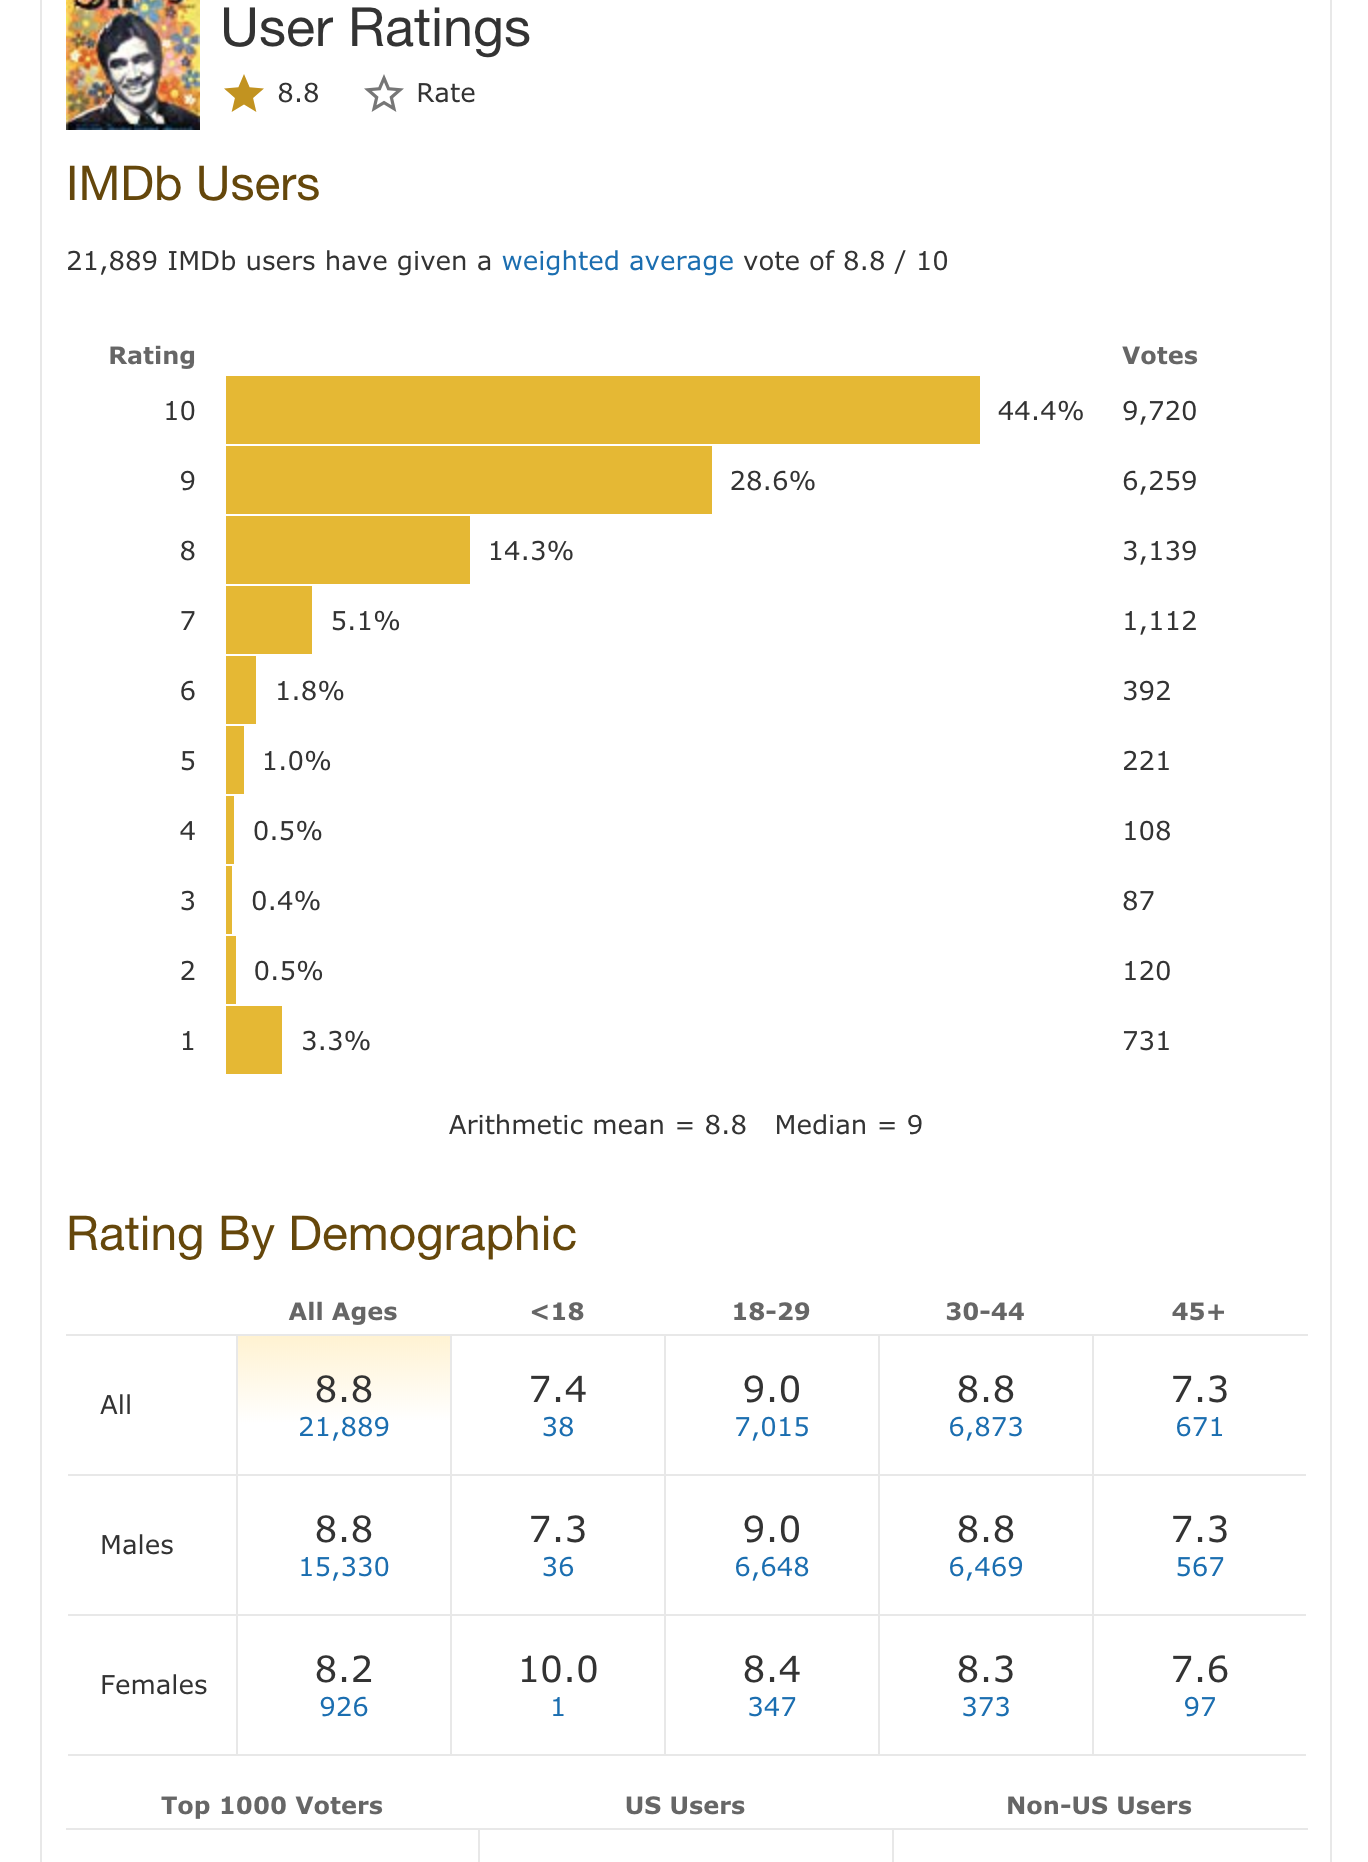 User Ratings
8.8 Rate
IMDb Users
21,889 IMDb users have given a weighted average vote of 8.8 / 10
Rating Votes
10 44.4% 9,720
9 28.6% 6,259
8 14.3% 3,139
7 5.1% 1,112
6 1.8% 392
5 1.0% 221
4 0.5% 108
3 0.4% 87
2 0.5% 120
1 3.3% 731
Arithmetic mean = 8.8 Median = 9
Rating By Demographic
All Ages <18 18-29 30-44 45+
All 8.8 7.4 9.0 8.8 7.3
21,889 38 7,015 6,873 671
Males 8.8 7.3 9.0 8.8 7.3
15,330 36 6,648 6,469 567
Females 8.2 10.0 8.4 8.3 7.6
926 1 347 373 97
Top 1000 Voters US Users Non-US Users